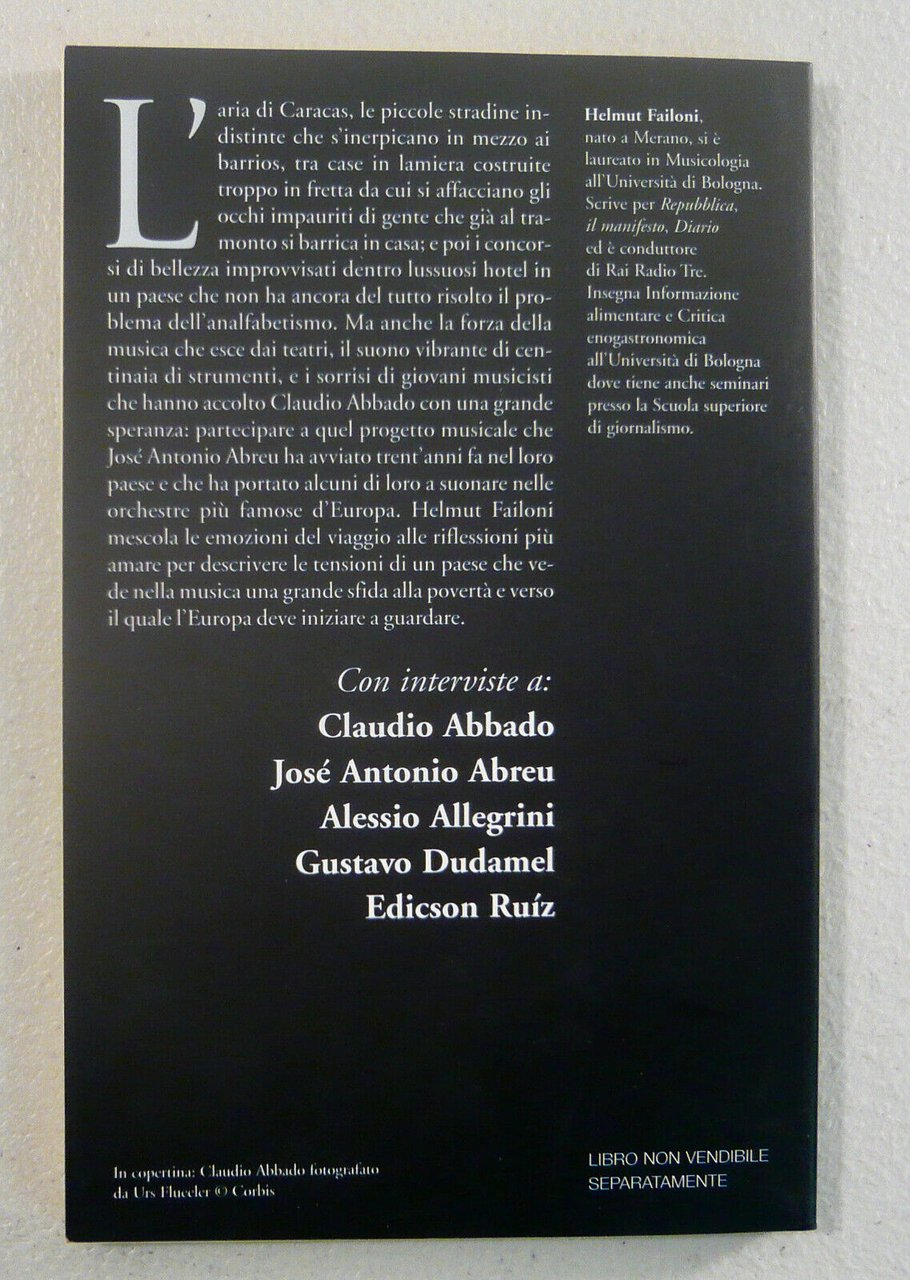 L'aria di Caracas, le piccole stradine in-
distinte che s'inerpicano in mezzo ai
barrios, tra case in lamiera costruite
troppo in fretta da cui si affacciano gli
occhi impauriti di gente che già al tra-
monto si barrica in casa; e poi i concor-
si di bellezza improvvisati dentro lussuosi hotel in
un paese che non ha ancora del tutto risolto il pro-
blema dell'analfabetismo. Ma anche la forza della
musica che esce dai teatri, il suono vibrante di cen-
tinaia di strumenti, e i sorrisi di giovani musicisti
che hanno accolto Claudio Abbado con una grande
speranza: partecipare a quel progetto musicale che
José Antonio Abreu ha avviato trent'anni fa nel loro
paese e che ha portato alcuni di loro a suonare nelle
orchestre più famose d'Europa. Helmut Failoni
mescola le emozioni del viaggio alle riflessioni più
amare per descrivere le tensioni di un paese che ve-
de nella musica una grande sfida alla povertà e verso
il quale l'Europa deve iniziare a guardare.
Con interviste a:
Claudio Abbado
José Antonio Abreu
Alessio Allegrini
Gustavo Dudamel
Edicson Ruíz
Helmut Failoni,
nato a Merano, si è
laureato in Musicologia
all'Università di Bologna.
Scrive per Repubblica,
il manifesto, Diario
ed è conduttore
di Rai Radio Tre.
Insegna Informazione
alimentare e Critica
enogastronomica
all'Università di Bologna
dove tiene anche seminari
presso la Scuola superiore
di giornalismo.
In copertina: Claudio Abbado fotografato
da Urs Flueeler © Corbis
LIBRO NON VENDIBILE
SEPARATAMENTE